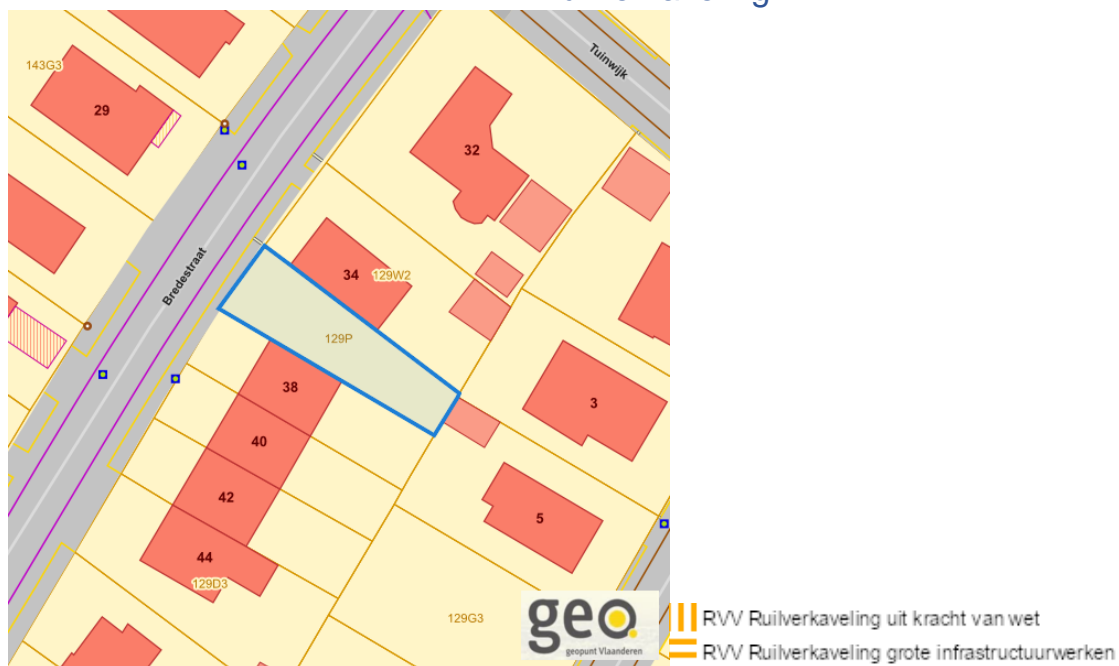 Tuinwijk
143G3
29
32
Bredestraat
34
129W2
129P
38
3
40
42
5
44
129D3
129G3
geo
geopunt Vlaanderen
RVV Ruilverkaveling uit kracht van wet
RVV Ruilverkaveling grote infrastructuurwerken